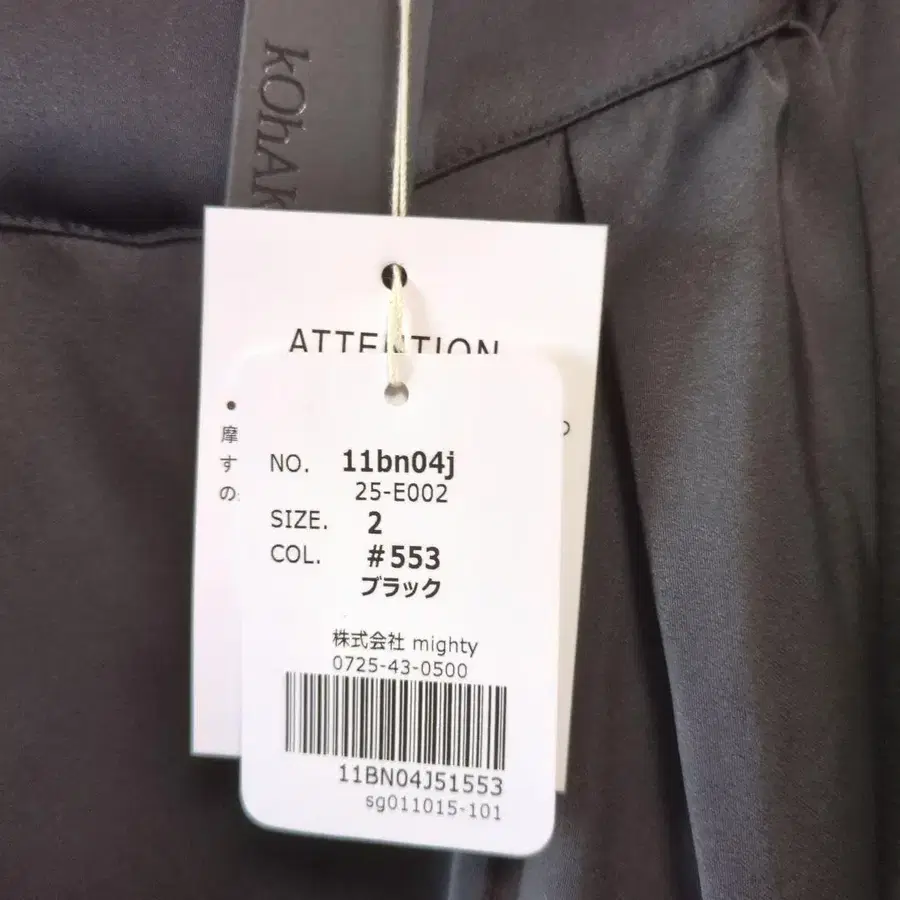 kOhAK
ATTENTION
●
摩
す
の
NO. 11bn04j
25-E002
SIZE. 2
COL. #553
ブラック
株式会社 mighty
0725-43-0500
11BN04J51553
sg011015-101